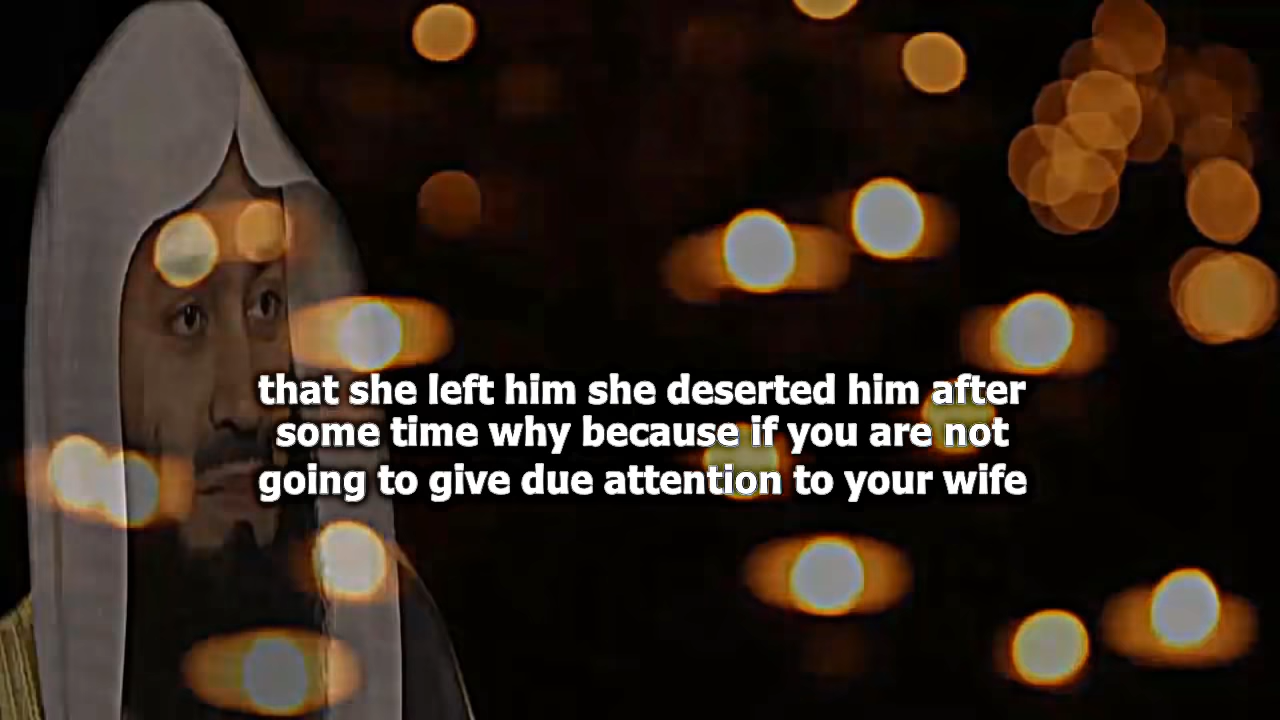 that she left him she deserted him after
some time why because if you are not
going to give due attention to your wife